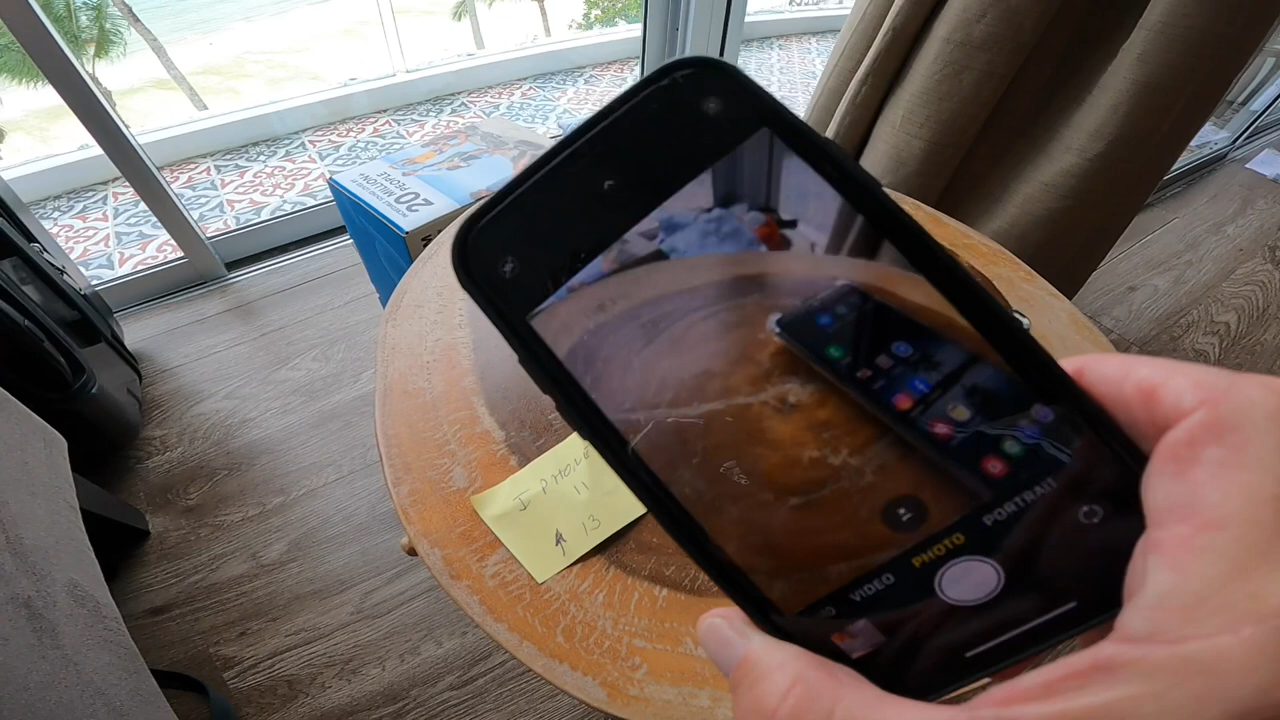 20 MILLION+
PEOPLE
I PHONE
11
↑ 13
PORTRAIT
PHOTO
VIDEO